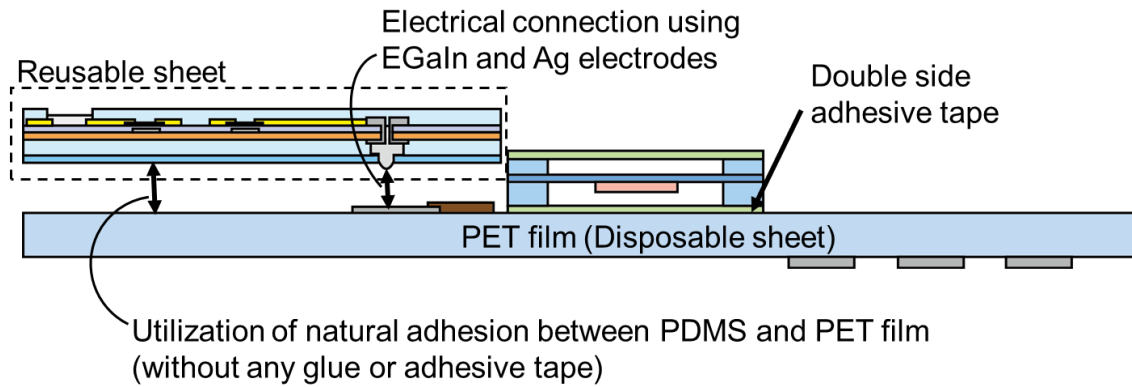 Electrical connection using
EGaIn and Ag electrodes
Reusable sheet
Double side
adhesive tape
PET film (Disposable sheet)
Utilization of natural adhesion between PDMS and PET film
(without any glue or adhesive tape)